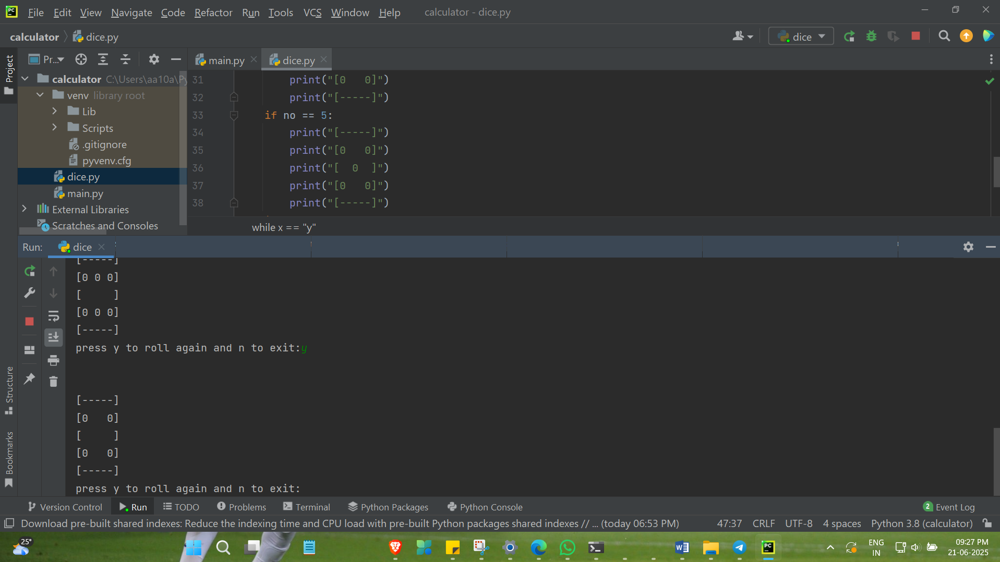 PC File Edit View Navigate Code Refactor Run Tools VCS Window Help calculator - dice.py
calculator dice.py dice
Project
Pr... main.py dice.py
calculator C:\Users\aa10a\Py
venv library root
Lib
Scripts
.gitignore
pyvenv.cfg
dice.py
main.py
External Libraries
Scratches and Consoles
31 print("[0   0]")
32 print("[-----]")
33 if no == 5:
34 print("[-----]")
35 print("[0   0]")
36 print("[  0  ]")
37 print("[0   0]")
38 print("[-----]")
while x == "y"
Run: dice
[-----]
[0 0 0]
[     ]
[0 0 0]
[-----]
press y to roll again and n to exit:y
[-----]
[0   0]
[     ]
[0   0]
[-----]
press y to roll again and n to exit:
Structure
Bookmarks
Version Control Run TODO Problems Terminal Python Packages Python Console 2 Event Log
Download pre-built shared indexes: Reduce the indexing time and CPU load with pre-built Python packages shared indexes // ... (today 06:53 PM) 47:37 CRLF UTF-8 4 spaces Python 3.8 (calculator)
25° W PC ENG 09:27 PM
IN 21-06-2025